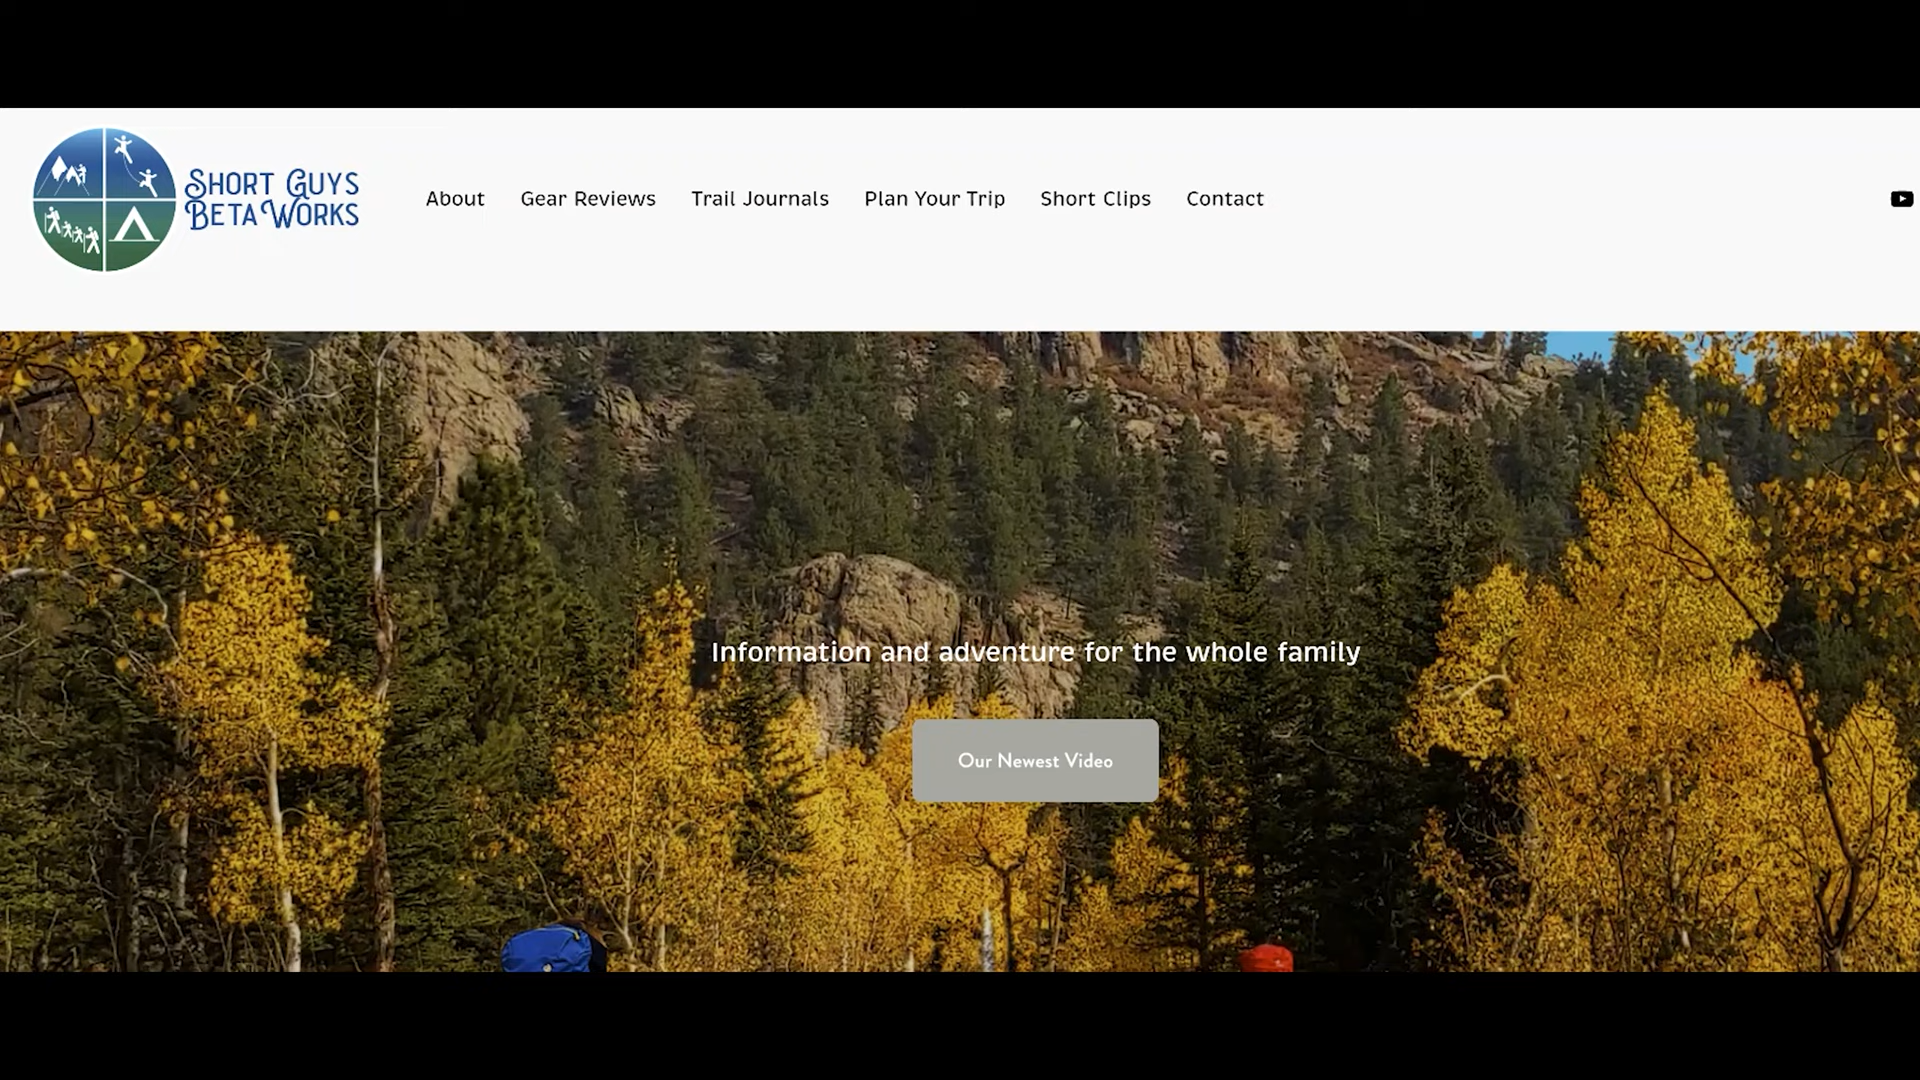 Short Guys
Beta Works
About Gear Reviews Trail Journals Plan Your Trip Short Clips Contact
Information and adventure for the whole family
Our Newest Video